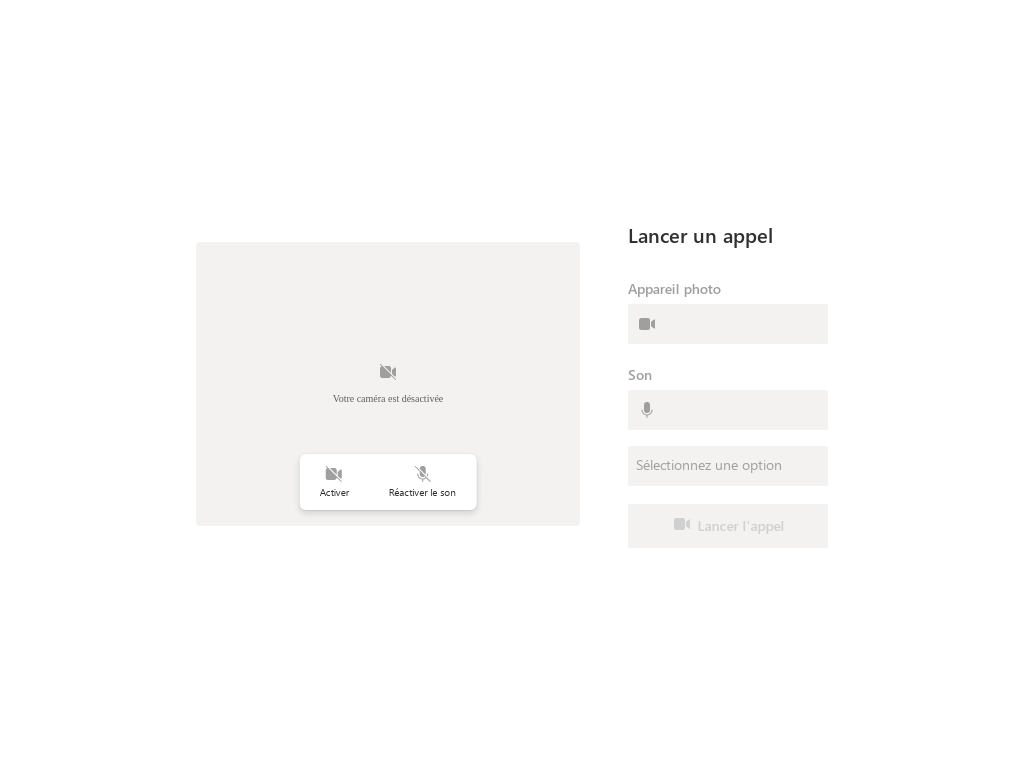 Lancer un appel
Appareil photo
Votre caméra est désactivée
Son
Sélectionnez une option
Activer
Réactiver le son
Lancer l'appel